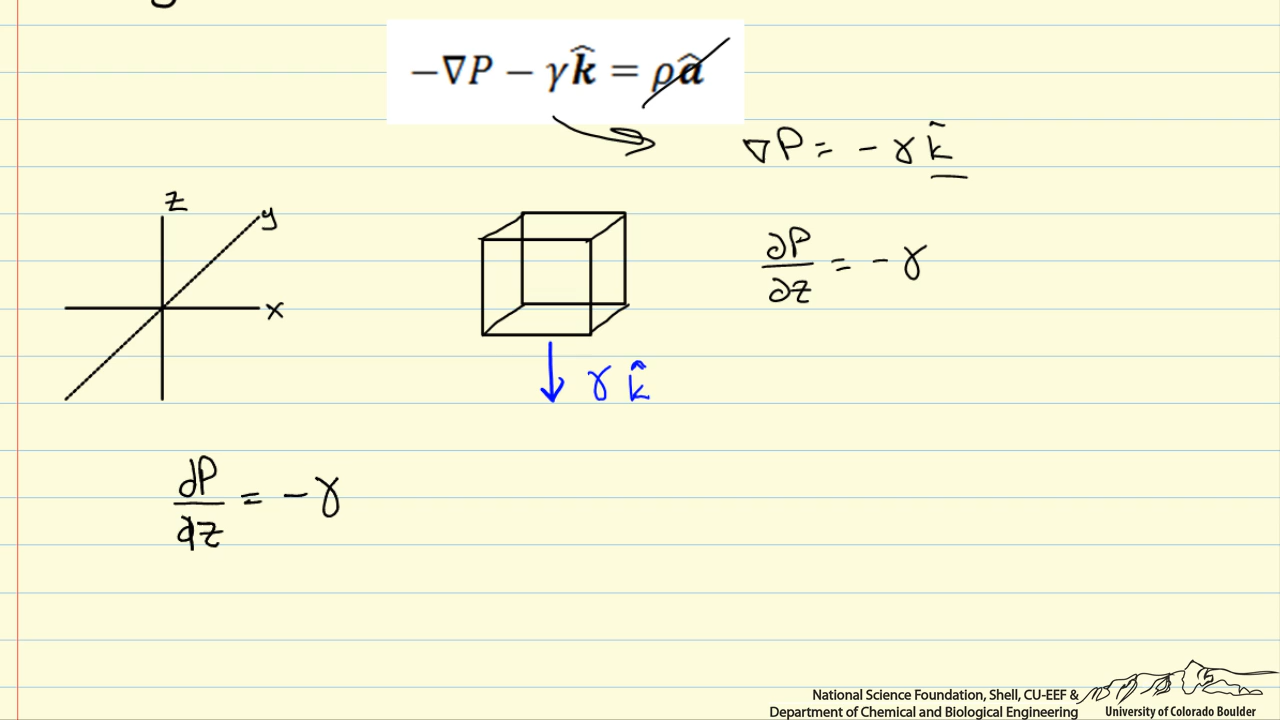 −∇P − γk̂ = ρâ
∇P = − γ k̂
z
y
x
∂P/∂z = − γ
γ k̂
dP/dz = − γ
National Science Foundation, Shell, CU-EEF &
Department of Chemical and Biological Engineering
University of Colorado Boulder